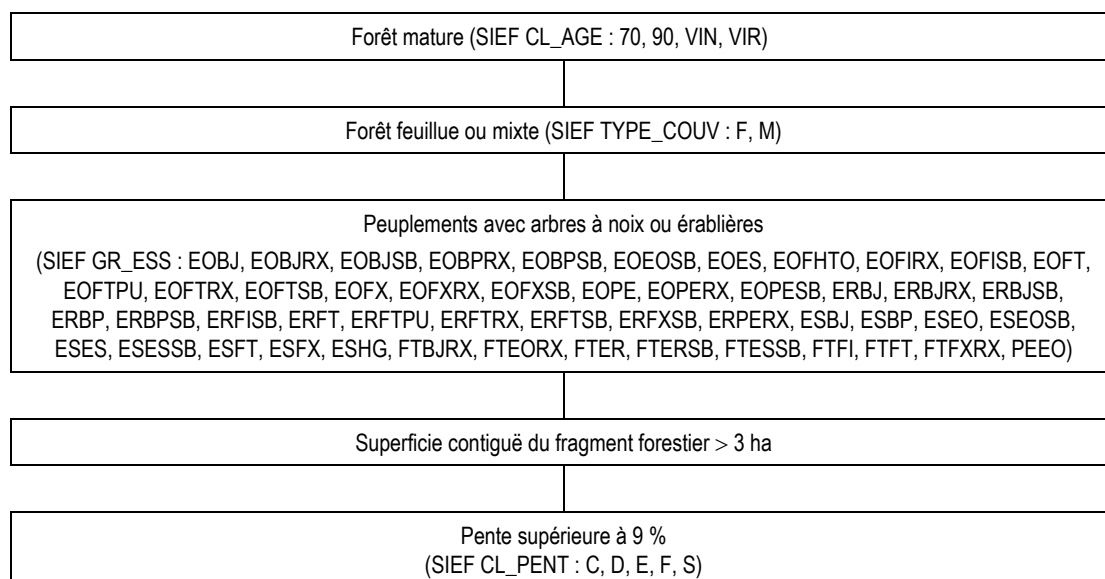 Forêt mature (SIEF CL_AGE : 70, 90, VIN, VIR)
Forêt feuillue ou mixte (SIEF TYPE_COUV : F, M)
Peuplements avec arbres à noix ou érablières
(SIEF GR_ESS : EOBJ, EOBJRX, EOBJSB, EOBPRX, EOBPSB, EOEOSB, EOES, EOFHTO, EOFIRX, EOFISB, EOFT,
EOFTPU, EOFTRX, EOFTSB, EOFX, EOFXRX, EOFXSB, EOPE, EOPERX, EOPESB, ERBJ, ERBJRX, ERBJSB,
ERBP, ERBPSB, ERFISB, ERFT, ERFTPU, ERFTRX, ERFTSB, ERFXSB, ERPERX, ESBJ, ESBP, ESEO, ESEOSB,
ESES, ESESSB, ESFT, ESFX, ESHG, FTBJRX, FTEORX, FTER, FTERSB, FTESSB, FTFI, FTFT, FTFXRX, PEEO)
Superficie contiguë du fragment forestier > 3 ha
Pente supérieure à 9 %
(SIEF CL_PENT : C, D, E, F, S)